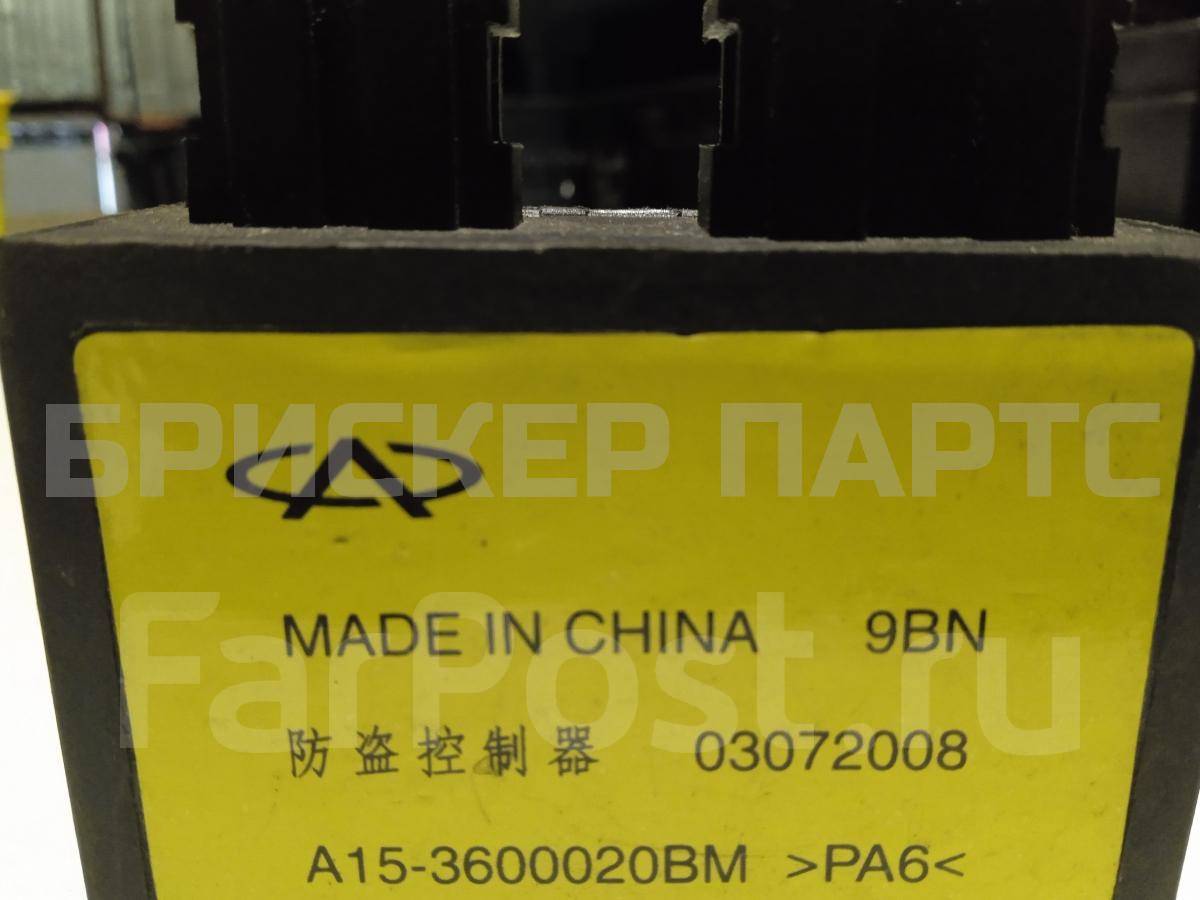 БРИСКЕР ПАРТС
MADE IN CHINA 9BN
FarPost.ru
防盗控制器 03072008
A15-3600020BM >PA6<